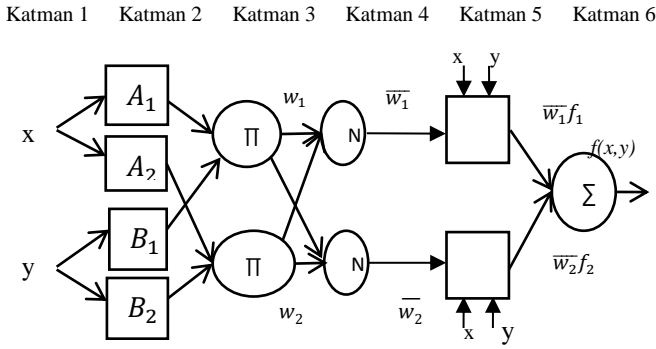 Katman 1 Katman 2 Katman 3 Katman 4 Katman 5 Katman 6
x y
A₁ w₁ w̅₁ w̅₁f₁
x Π N f(x,y)
A₂
Σ
B₁
y Π N w̅₂f₂
B₂ w₂ w̅₂
x y